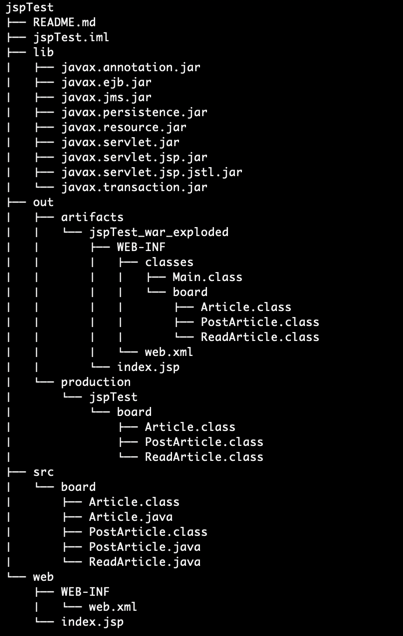 jspTest
├── README.md
├── jspTest.iml
├── lib
│   ├── javax.annotation.jar
│   ├── javax.ejb.jar
│   ├── javax.jms.jar
│   ├── javax.persistence.jar
│   ├── javax.resource.jar
│   ├── javax.servlet.jar
│   ├── javax.servlet.jsp.jar
│   ├── javax.servlet.jsp.jstl.jar
│   └── javax.transaction.jar
├── out
│   ├── artifacts
│   │   └── jspTest_war_exploded
│   │       ├── WEB-INF
│   │       │   ├── classes
│   │       │   │   ├── Main.class
│   │       │   │   └── board
│   │       │   │       ├── Article.class
│   │       │   │       ├── PostArticle.class
│   │       │   │       └── ReadArticle.class
│   │       │   └── web.xml
│   │       └── index.jsp
│   └── production
│       └── jspTest
│           └── board
│               ├── Article.class
│               ├── PostArticle.class
│               └── ReadArticle.class
├── src
│   └── board
│       ├── Article.class
│       ├── Article.java
│       ├── PostArticle.class
│       ├── PostArticle.java
│       └── ReadArticle.java
└── web
    ├── WEB-INF
    │   └── web.xml
    └── index.jsp